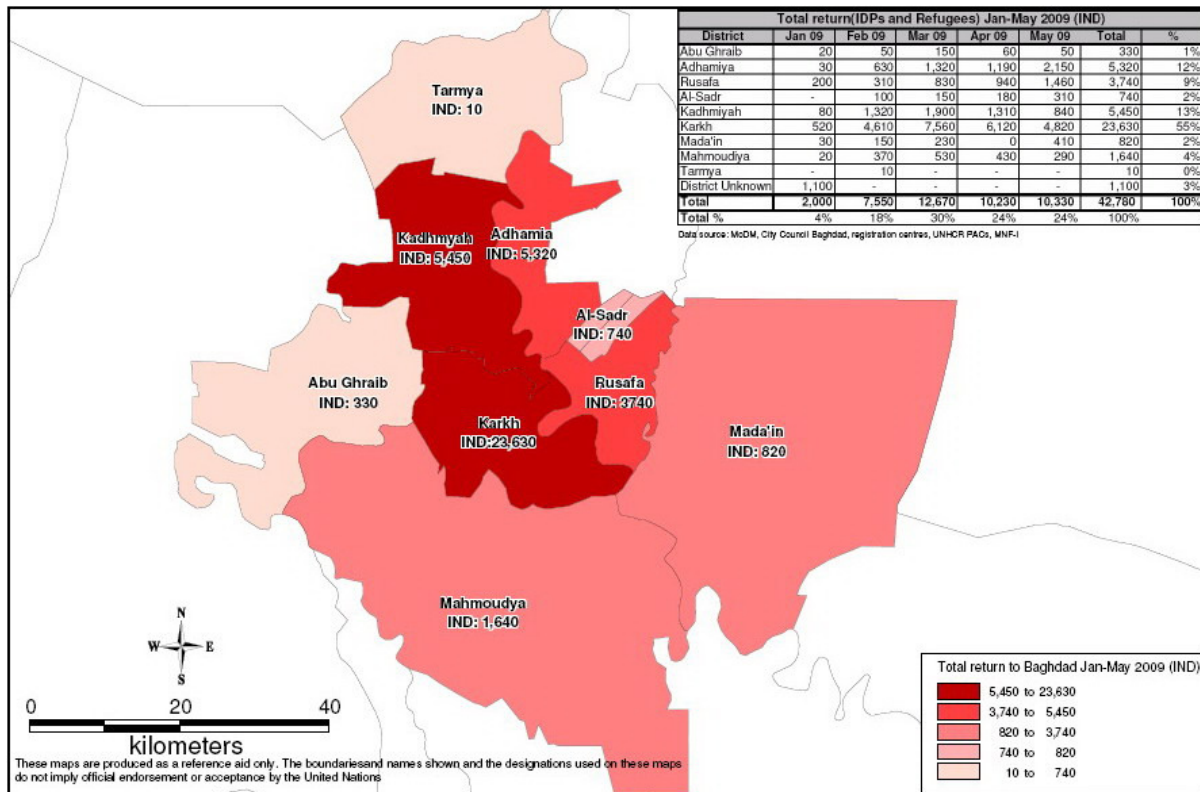 Total return(IDPs and Refugees) Jan-May 2009 (IND)
District Jan 09 Feb 09 Mar 09 Apr 09 May 09 Total %
Abu Ghraib 20 50 150 60 50 330 1%
Adhamiya 30 630 1,320 1,190 2,150 5,320 12%
Rusafa 200 310 830 940 1,460 3,740 9%
Al-Sadr - 100 150 180 310 740 2%
Kadhmiyah 80 1,320 1,900 1,310 840 5,450 13%
Karkh 520 4,610 7,560 6,120 4,820 23,630 55%
Mada'in 30 150 230 0 410 820 2%
Mahmoudiya 20 370 530 430 290 1,640 4%
Tarmya - 10 - - - 10 0%
District Unknown 1,100 - - - - 1,100 3%
Total 2,000 7,550 12,670 10,230 10,330 42,780 100%
Total % 4% 18% 30% 24% 24% 100%
Data source: MoDM, City Council Baghdad, registration centres, UNHCR PACs, MNF-I
Tarmya
IND: 10
Kadhmyah
IND: 5,450
Adhamia
IND: 5,320
Al-Sadr
IND: 740
Abu Ghraib
IND: 330
Rusafa
IND: 3740
Karkh
IND:23,630
Mada'in
IND: 820
Mahmoudya
IND: 1,640
N
W E
S
0 20 40
kilometers
These maps are produced as a reference aid only. The boundariesand names shown and the designations used on these maps
do not imply official endorsement or acceptance by the United Nations
Total return to Baghdad Jan-May 2009 (IND)
5,450 to 23,630
3,740 to 5,450
820 to 3,740
740 to 820
10 to 740